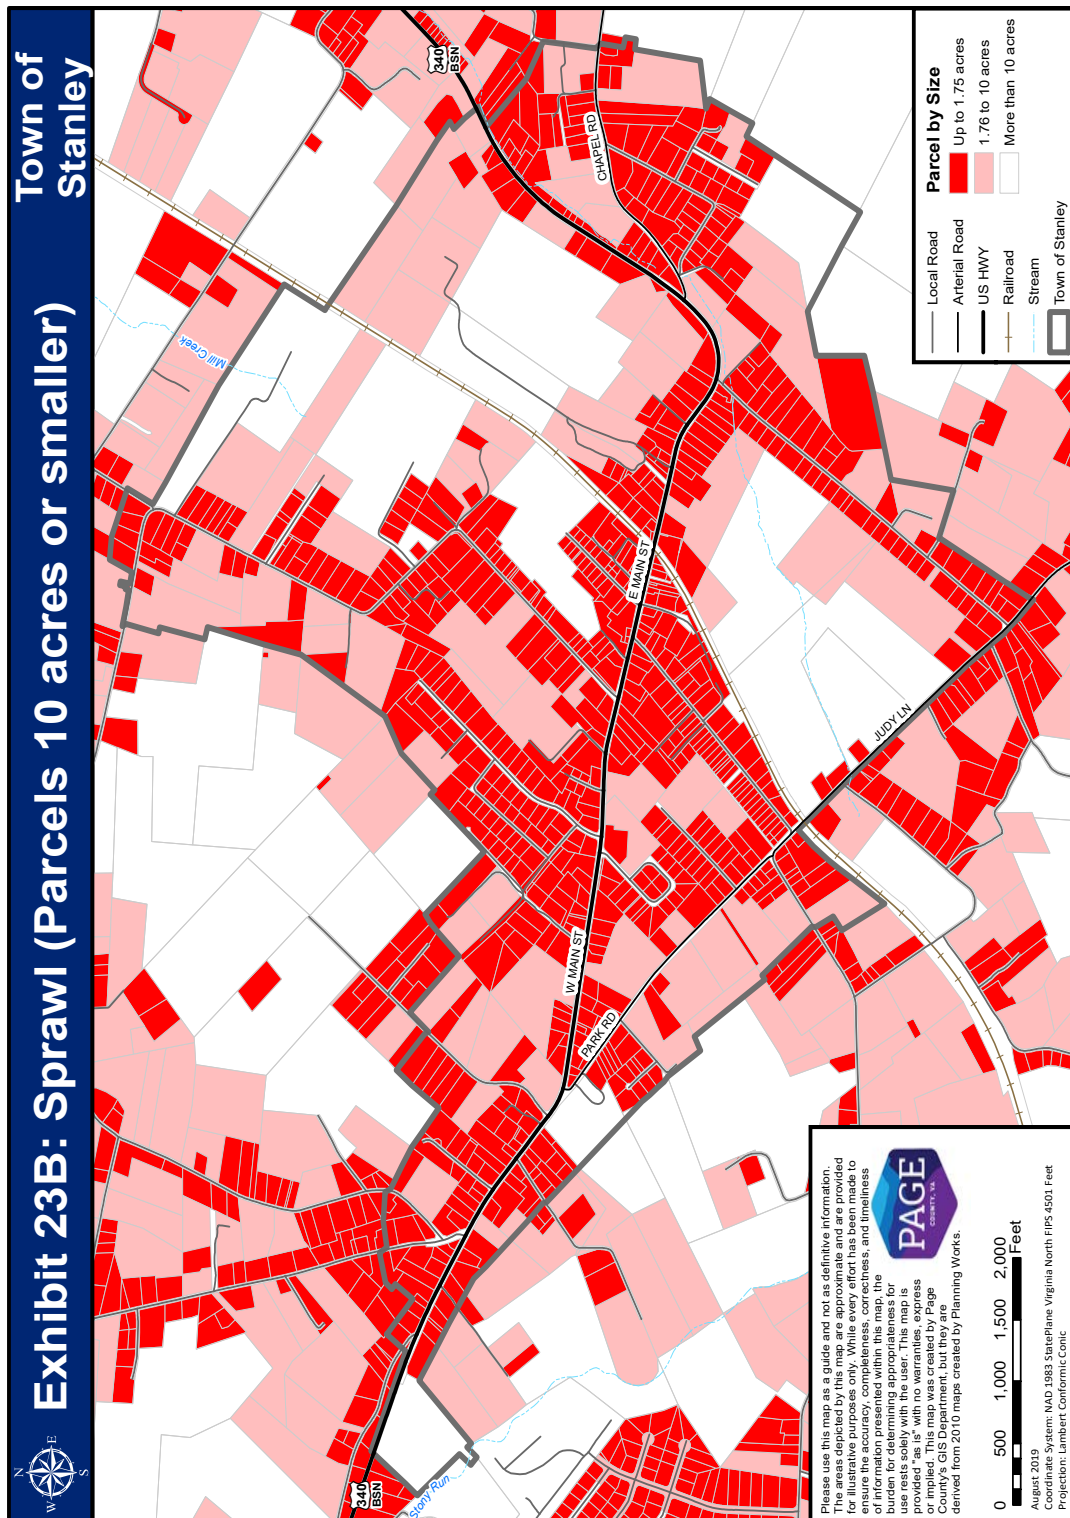 Exhibit 23B: Sprawl (Parcels 10 acres or smaller)
Town of
Stanley
N
W
E
S
340
BSN
340
BSN
Mill Creek
CHAPEL RD
E MAIN ST
W MAIN ST
PARK RD
JUDY LN
Stony Run
Local Road
Arterial Road
US HWY
Railroad
Stream
Town of Stanley
Parcel by Size
Up to 1.75 acres
1.76 to 10 acres
More than 10 acres
Please use this map as a guide and not as definitive information.
The areas depicted by this map are approximate and are provided
for illustrative purposes only. While every effort has been made to
ensure the accuracy, completeness, correctness, and timeliness
of information presented within this map, the
burden for determining appropriateness for
use rests solely with the user. This map is
provided "as is" with no warranties, express
or implied. This map was created by Page
County's GIS Department, but they are
derived from 2010 maps created by Planning Works.
PAGE
COUNTY, VA
0 500 1,000 1,500 2,000
Feet
August 2019
Coordinate System: NAD 1983 StatePlane Virginia North FIPS 4501 Feet
Projection: Lambert Conformic Conic